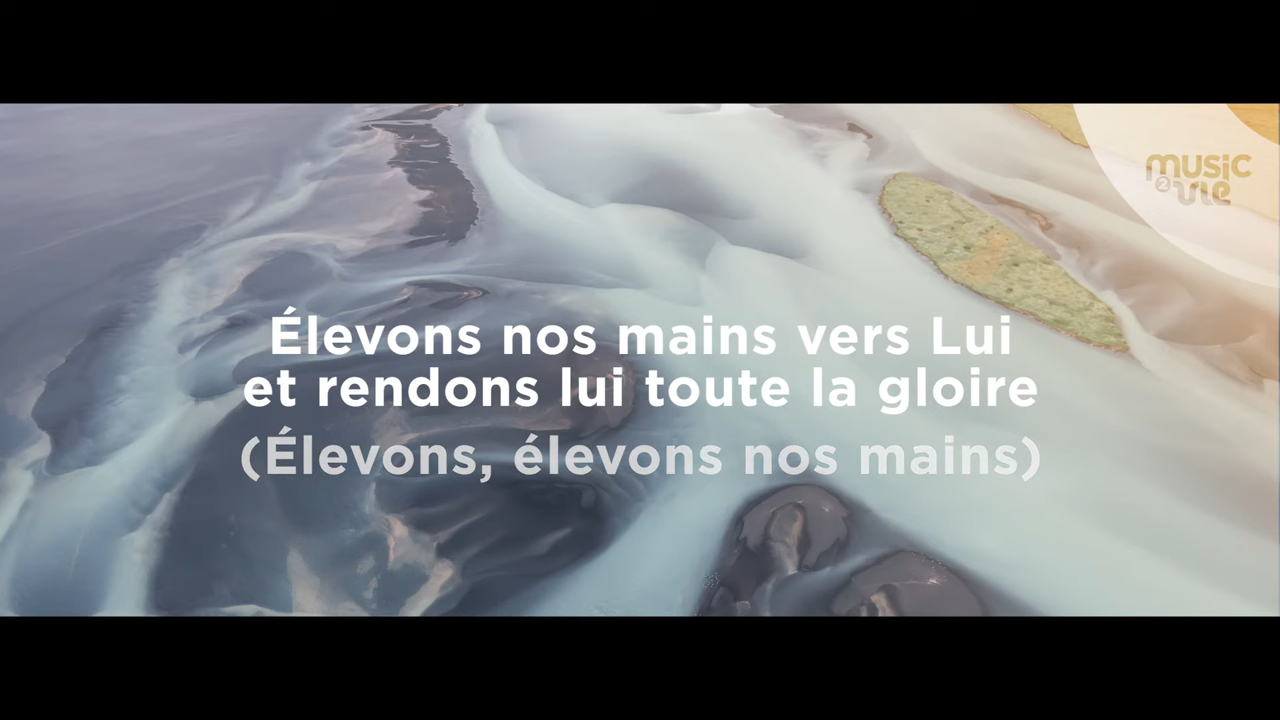 music
2 vie
Élevons nos mains vers Lui
et rendons lui toute la gloire
(Élevons, élevons nos mains)